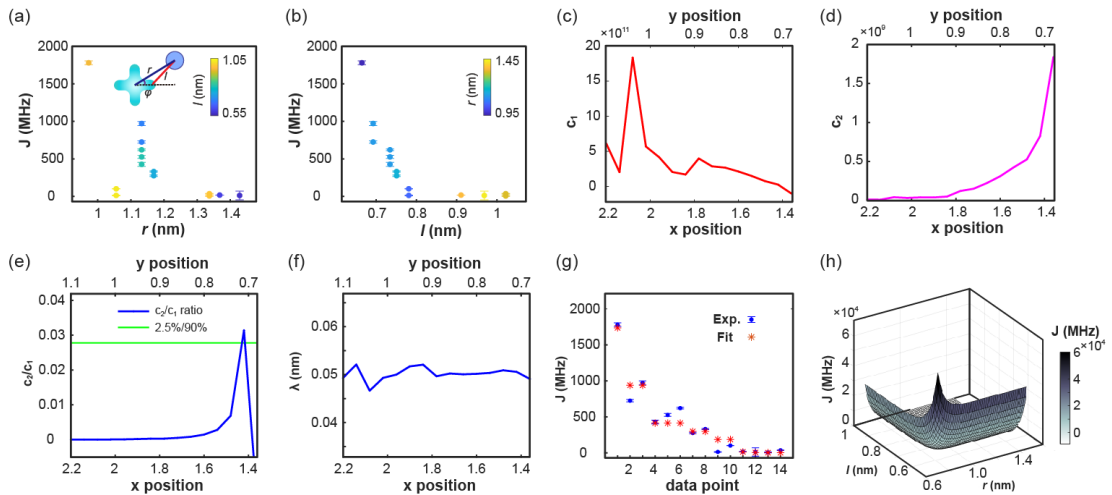 (a)
2000
1500
1000
500
0
J (MHz)
1
1.1
1.2
1.3
1.4
r (nm)
r
l
φ
1.05
0.55
l (nm)
(b)
2000
1500
1000
500
0
J (MHz)
0.7
0.8
0.9
1
l (nm)
1.45
0.95
r (nm)
(c)
y position
1
0.9
0.8
0.7
×10¹¹
20
15
10
5
0
c₁
2.2
2
1.8
1.6
1.4
x position
(d)
y position
1
0.9
0.8
0.7
×10⁹
2
1.5
1
0.5
0
c₂
2.2
2
1.8
1.6
1.4
x position
(e)
y position
1.1
1
0.9
0.8
0.7
0.04
0.03
0.02
0.01
0
c₂/c₁
c₂/c₁ ratio
2.5%/90%
2.2
2
1.8
1.6
1.4
x position
(f)
y position
1.1
1
0.9
0.8
0.7
0.06
0.05
0.04
0.03
λ (nm)
2.2
2
1.8
1.6
1.4
x position
(g)
2000
1500
1000
500
0
J (MHz)
Exp.
Fit
2
4
6
8
10
12
14
data point
(h)
×10⁴
6
4
2
0
J (MHz)
1
0.8
0.6
l (nm)
0.6
1.0
1.4
r (nm)
J (MHz)
6
×10⁴
4
2
0